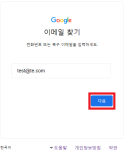 Google
이메일 찾기
전화번호 또는 복구 이메일을 입력하세요.
test@te.com
다음
한국어
도움말 개인정보처리방침 약관